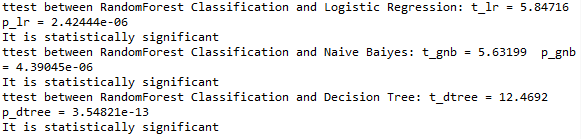 ttest between RandomForest Classification and Logistic Regression: t_lr = 5.84716
p_lr = 2.42444e-06
It is statistically significant
ttest between RandomForest Classification and Naive Baiyes: t_gnb = 5.63199  p_gnb
= 4.39045e-06
It is statistically significant
ttest between RandomForest Classification and Decision Tree: t_dtree = 12.4692
p_dtree = 3.54821e-13
It is statistically significant